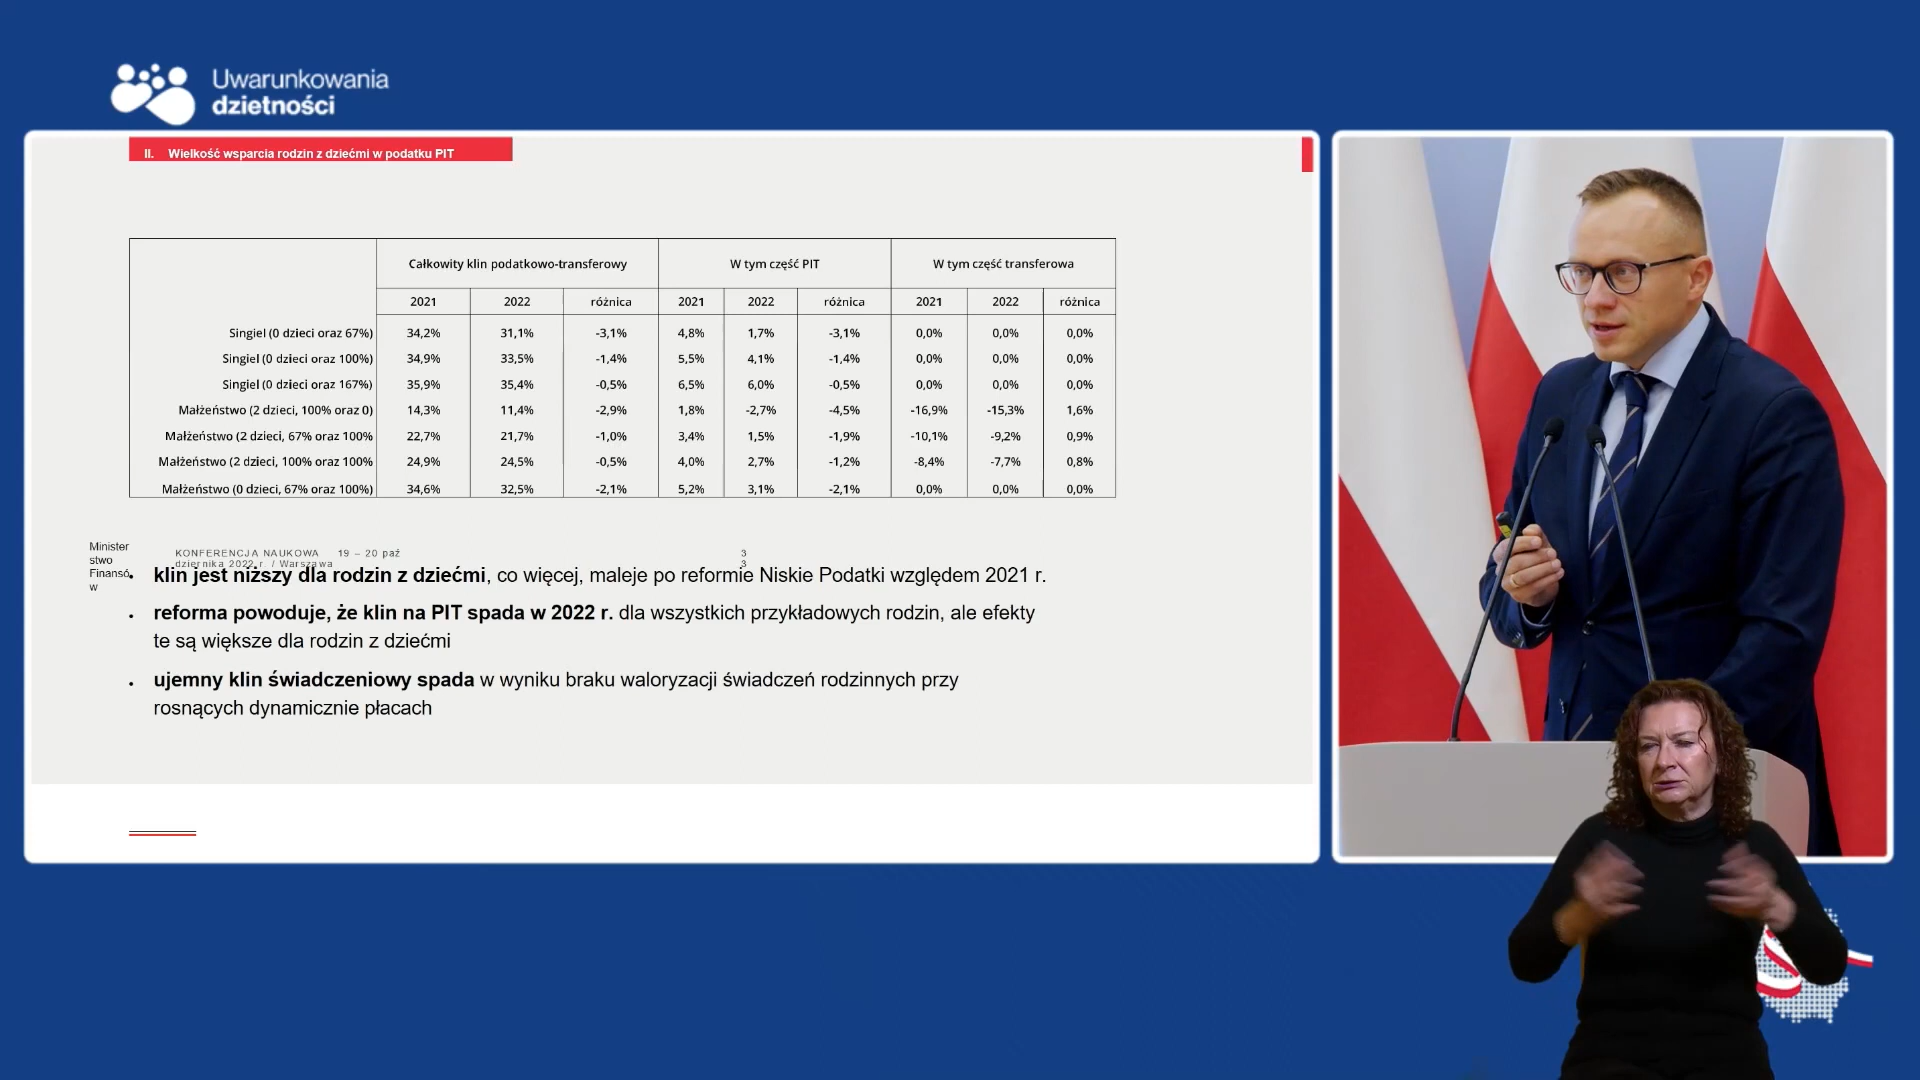 Uwarunkowania
dzietności
II. Wielkość wsparcia rodzin z dziećmi w podatku PIT
Całkowity klin podatkowo-transferowy W tym część PIT W tym część transferowa
2021 2022 różnica 2021 2022 różnica 2021 2022 różnica
Singiel (0 dzieci oraz 67%) 34,2% 31,1% -3,1% 4,8% 1,7% -3,1% 0,0% 0,0% 0,0%
Singiel (0 dzieci oraz 100%) 34,9% 33,5% -1,4% 5,5% 4,1% -1,4% 0,0% 0,0% 0,0%
Singiel (0 dzieci oraz 167%) 35,9% 35,4% -0,5% 6,5% 6,0% -0,5% 0,0% 0,0% 0,0%
Małżeństwo (2 dzieci, 100% oraz 0) 14,3% 11,4% -2,9% 1,8% -2,7% -4,5% -16,9% -15,3% 1,6%
Małżeństwo (2 dzieci, 67% oraz 100% 22,7% 21,7% -1,0% 3,4% 1,5% -1,9% -10,1% -9,2% 0,9%
Małżeństwo (2 dzieci, 100% oraz 100% 24,9% 24,5% -0,5% 4,0% 2,7% -1,2% -8,4% -7,7% 0,8%
Małżeństwo (0 dzieci, 67% oraz 100%) 34,6% 32,5% -2,1% 5,2% 3,1% -2,1% 0,0% 0,0% 0,0%
Minister
stwo
Finansó
w
KONFERENCJA NAUKOWA 19 – 20 paź
dziernika 2022 r. / Warszawa
3
3
• klin jest niższy dla rodzin z dziećmi, co więcej, maleje po reformie Niskie Podatki względem 2021 r.
• reforma powoduje, że klin na PIT spada w 2022 r. dla wszystkich przykładowych rodzin, ale efekty
te są większe dla rodzin z dziećmi
• ujemny klin świadczeniowy spada w wyniku braku waloryzacji świadczeń rodzinnych przy
rosnących dynamicznie płacach